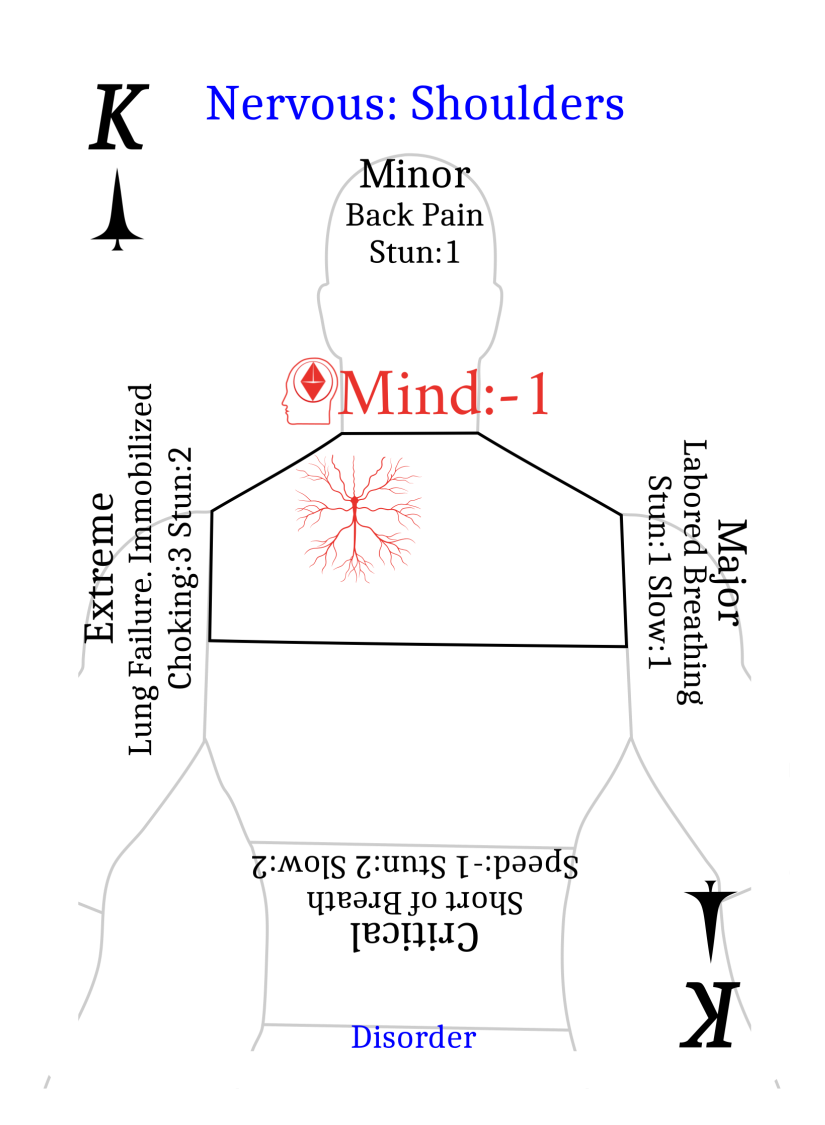 K
Nervous: Shoulders
Minor
Back Pain
Stun:1
Mind:-1
Extreme
Lung Failure. Immobilized
Choking:3 Stun:2
Major
Labored Breathing
Stun:1 Slow:1
Critical
Short of Breath
Speed:-1 Stun:2 Slow:2
Disorder
K